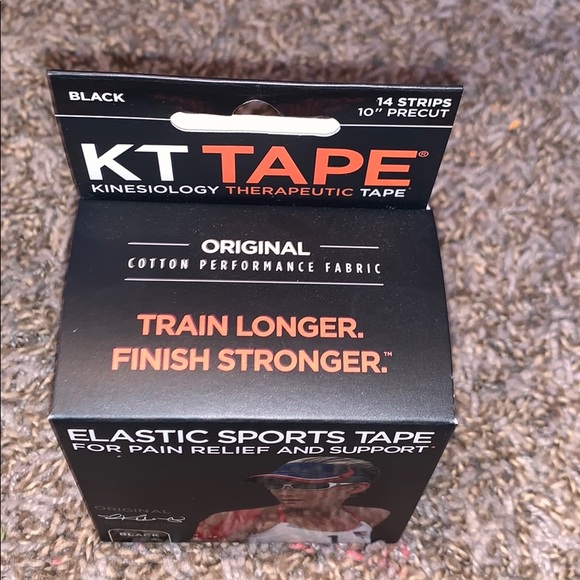 BLACK
14 STRIPS
10" PRECUT
KT TAPE®
KINESIOLOGY THERAPEUTIC TAPE
ORIGINAL
COTTON PERFORMANCE FABRIC
TRAIN LONGER.
FINISH STRONGER.™
ELASTIC SPORTS TAPE
FOR PAIN RELIEF AND SUPPORT*
ORIGINAL
BLACK